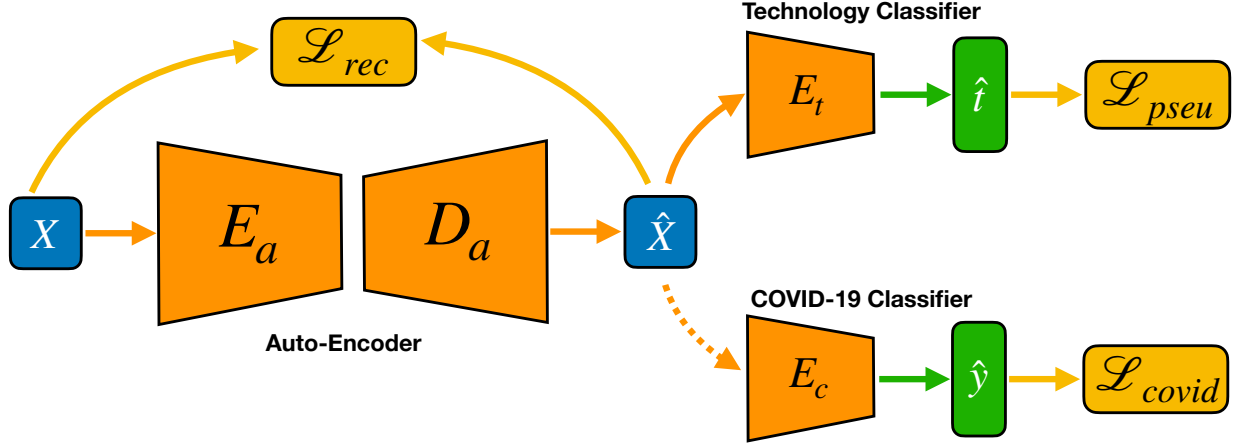 Technology Classifier
ℒ_rec
E_t
t̂
ℒ_pseu
X
E_a
D_a
X̂
COVID-19 Classifier
Auto-Encoder
E_c
ŷ
ℒ_covid